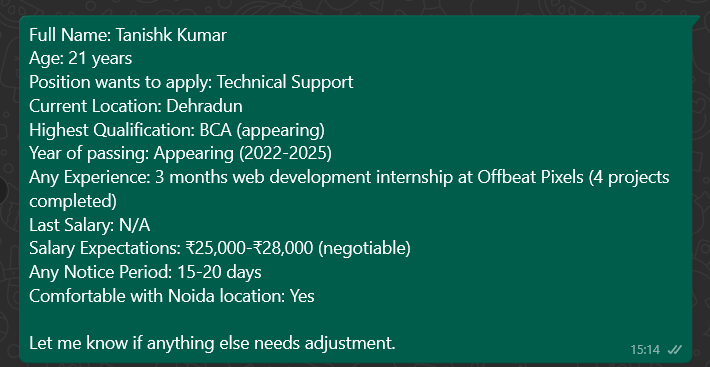 Full Name: Tanishk Kumar
Age: 21 years
Position wants to apply: Technical Support
Current Location: Dehradun
Highest Qualification: BCA (appearing)
Year of passing: Appearing (2022-2025)
Any Experience: 3 months web development internship at Offbeat Pixels (4 projects
completed)
Last Salary: N/A
Salary Expectations: ₹25,000-₹28,000 (negotiable)
Any Notice Period: 15-20 days
Comfortable with Noida location: Yes
Let me know if anything else needs adjustment.
15:14